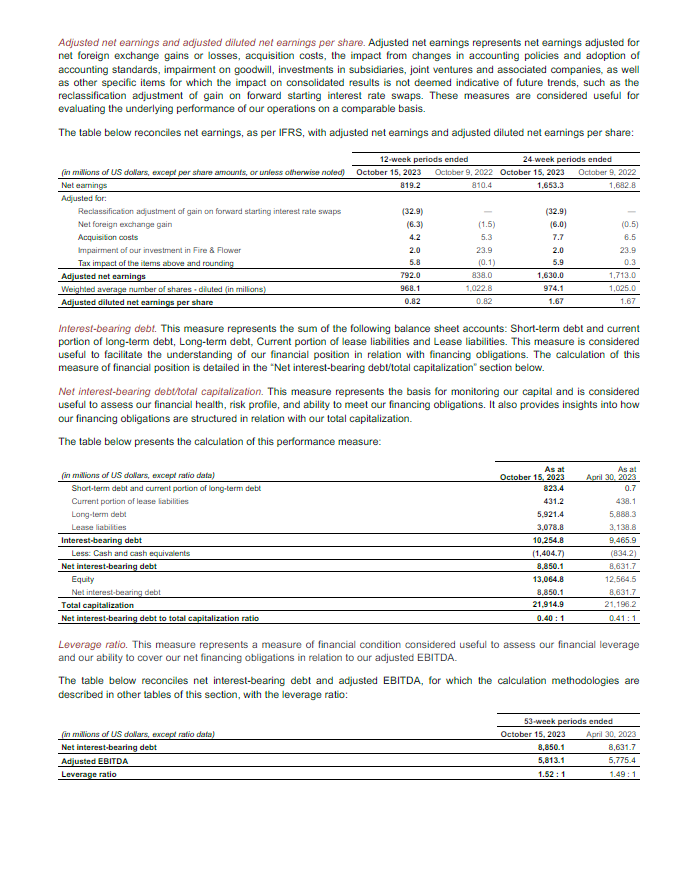 Adjusted net earnings and adjusted diluted net earnings per share. Adjusted net earnings represents net earnings adjusted for
net foreign exchange gains or losses, acquisition costs, the impact from changes in accounting policies and adoption of
accounting standards, impairment on goodwill, investments in subsidiaries, joint ventures and associated companies, as well
as other specific items for which the impact on consolidated results is not deemed indicative of future trends, such as the
reclassification adjustment of gain on forward starting interest rate swaps. These measures are considered useful for
evaluating the underlying performance of our operations on a comparable basis.
The table below reconciles net earnings, as per IFRS, with adjusted net earnings and adjusted diluted net earnings per share:
12-week periods ended 24-week periods ended
(in millions of US dollars, except per share amounts, or unless otherwise noted) October 15, 2023 October 9, 2022 October 15, 2023 October 9, 2022
Net earnings 819.2 810.4 1,653.3 1,682.8
Adjusted for:
Reclassification adjustment of gain on forward starting interest rate swaps (32.9) — (32.9) —
Net foreign exchange gain (6.3) (1.5) (6.0) (0.5)
Acquisition costs 4.2 5.3 7.7 6.5
Impairment of our investment in Fire & Flower 2.0 23.9 2.0 23.9
Tax impact of the items above and rounding 5.8 (0.1) 5.9 0.3
Adjusted net earnings 792.0 838.0 1,630.0 1,713.0
Weighted average number of shares - diluted (in millions) 968.1 1,022.8 974.1 1,025.0
Adjusted diluted net earnings per share 0.82 0.82 1.67 1.67
Interest-bearing debt. This measure represents the sum of the following balance sheet accounts: Short-term debt and current
portion of long-term debt, Long-term debt, Current portion of lease liabilities and Lease liabilities. This measure is considered
useful to facilitate the understanding of our financial position in relation with financing obligations. The calculation of this
measure of financial position is detailed in the "Net interest-bearing debt/total capitalization" section below.
Net interest-bearing debt/total capitalization. This measure represents the basis for monitoring our capital and is considered
useful to assess our financial health, risk profile, and ability to meet our financing obligations. It also provides insights into how
our financing obligations are structured in relation with our total capitalization.
The table below presents the calculation of this performance measure:
As at As at
(in millions of US dollars, except ratio data) October 15, 2023 April 30, 2023
Short-term debt and current portion of long-term debt 823.4 0.7
Current portion of lease liabilities 431.2 438.1
Long-term debt 5,921.4 5,888.3
Lease liabilities 3,078.8 3,138.8
Interest-bearing debt 10,254.8 9,465.9
Less: Cash and cash equivalents (1,404.7) (834.2)
Net interest-bearing debt 8,850.1 8,631.7
Equity 13,064.8 12,564.5
Net interest-bearing debt 8,850.1 8,631.7
Total capitalization 21,914.9 21,196.2
Net interest-bearing debt to total capitalization ratio 0.40 : 1 0.41 : 1
Leverage ratio. This measure represents a measure of financial condition considered useful to assess our financial leverage
and our ability to cover our net financing obligations in relation to our adjusted EBITDA.
The table below reconciles net interest-bearing debt and adjusted EBITDA, for which the calculation methodologies are
described in other tables of this section, with the leverage ratio:
53-week periods ended
(in millions of US dollars, except ratio data) October 15, 2023 April 30, 2023
Net interest-bearing debt 8,850.1 8,631.7
Adjusted EBITDA 5,813.1 5,775.4
Leverage ratio 1.52 : 1 1.49 : 1